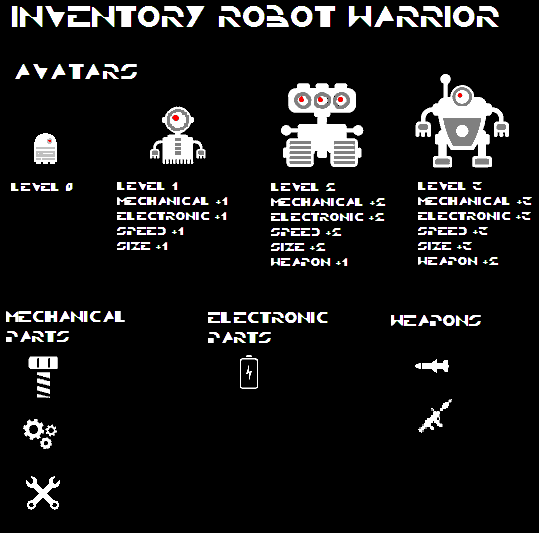 INVENTORY ROBOT WARRIOR
AVATARS
LEVEL 0
LEVEL 1
MECHANICAL +1
ELECTRONIC +1
SPEED +1
SIZE +1
LEVEL 2
MECHANICAL +2
ELECTRONIC +2
SPEED +2
SIZE +2
WEAPON +1
LEVEL 3
MECHANICAL +3
ELECTRONIC +3
SPEED +3
SIZE +3
WEAPON +2
MECHANICAL
PARTS
ELECTRONIC
PARTS
WEAPONS